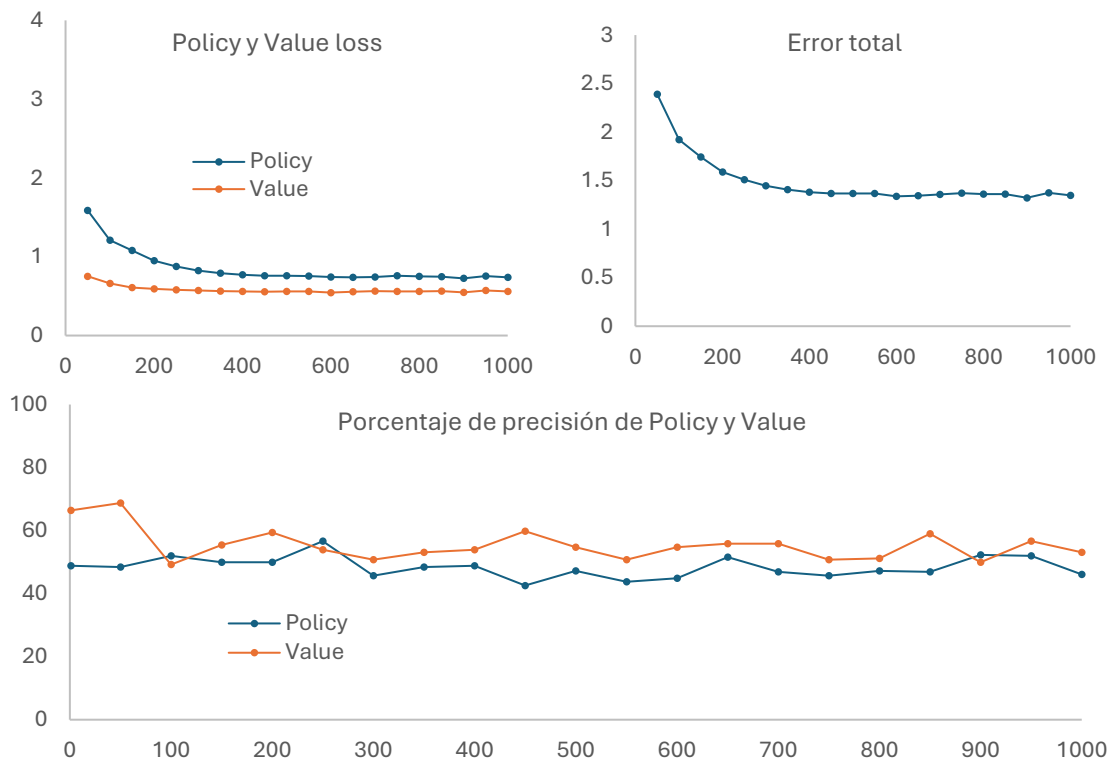 Policy y Value loss
4
3
2
1
0
Policy
Value
0 200 400 600 800 1000
Error total
3
2.5
2
1.5
1
0.5
0
0 200 400 600 800 1000
Porcentaje de precisión de Policy y Value
100
80
60
40
20
0
Policy
Value
0 100 200 300 400 500 600 700 800 900 1000